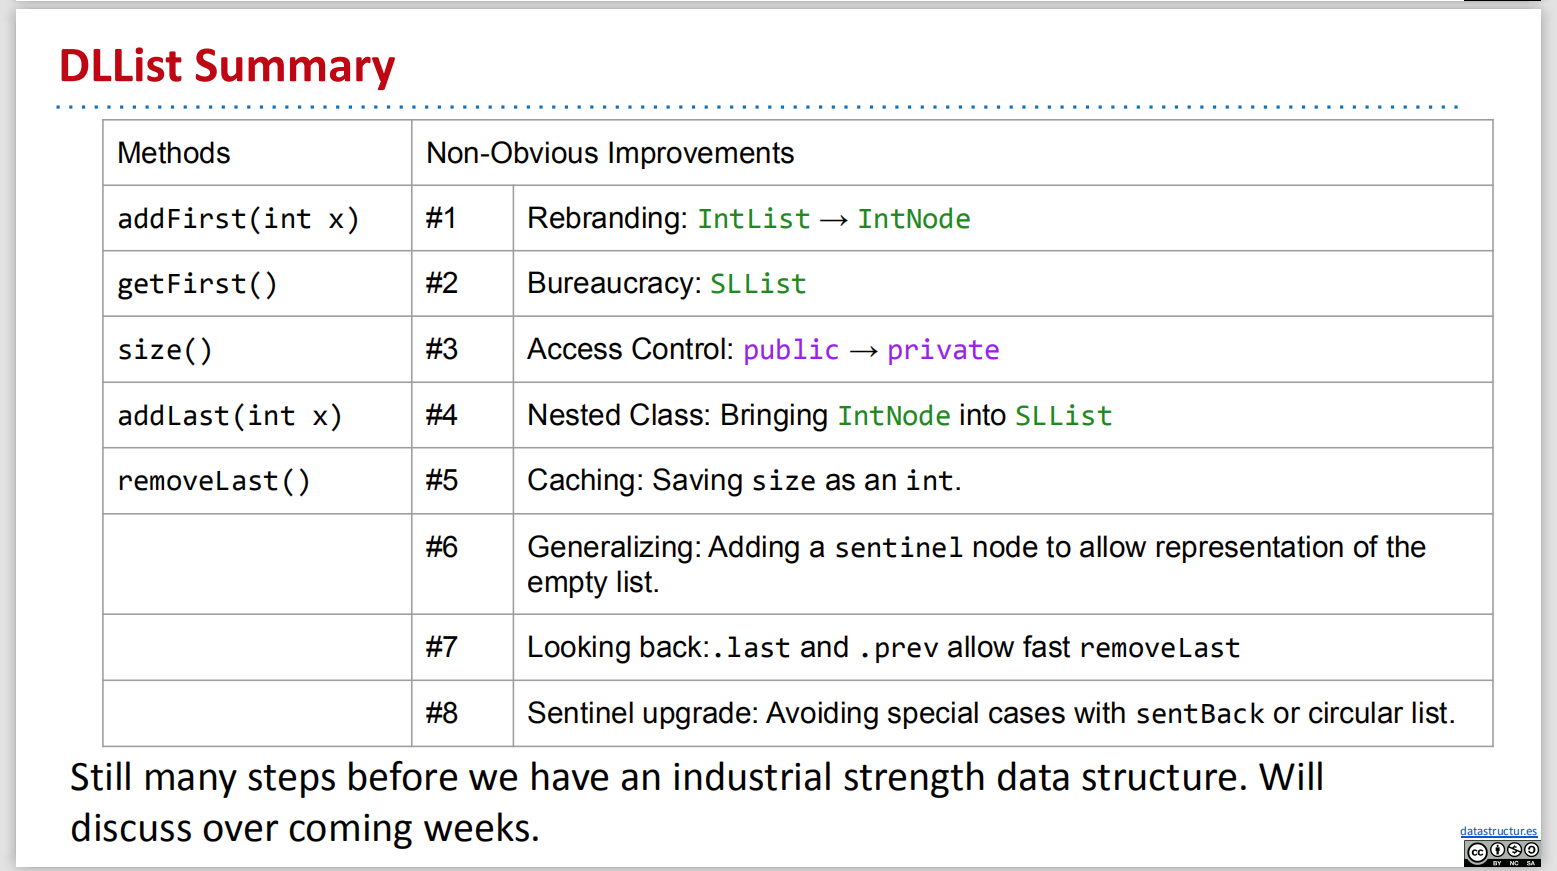 DLList Summary
Methods
Non-Obvious Improvements
addFirst(int x)
#1
Rebranding: IntList → IntNode
getFirst()
#2
Bureaucracy: SLList
size()
#3
Access Control: public → private
addLast(int x)
#4
Nested Class: Bringing IntNode into SLList
removeLast()
#5
Caching: Saving size as an int.
#6
Generalizing: Adding a sentinel node to allow representation of the
empty list.
#7
Looking back:.last and .prev allow fast removeLast
#8
Sentinel upgrade: Avoiding special cases with sentBack or circular list.
Still many steps before we have an industrial strength data structure. Will
discuss over coming weeks.
datastructur.es
cc
BY NC SA